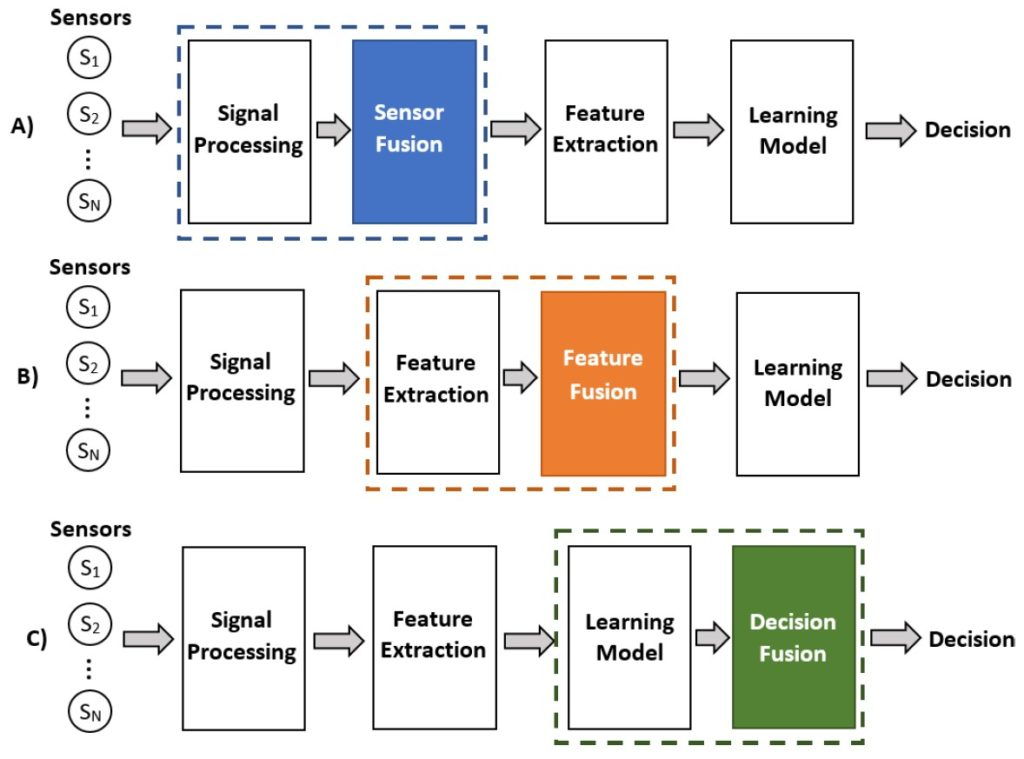 Sensors
S1
S2
⋮
SN
A)
Signal
Processing
Sensor
Fusion
Feature
Extraction
Learning
Model
Decision
Sensors
S1
S2
⋮
SN
B)
Signal
Processing
Feature
Extraction
Feature
Fusion
Learning
Model
Decision
Sensors
S1
S2
⋮
SN
C)
Signal
Processing
Feature
Extraction
Learning
Model
Decision
Fusion
Decision